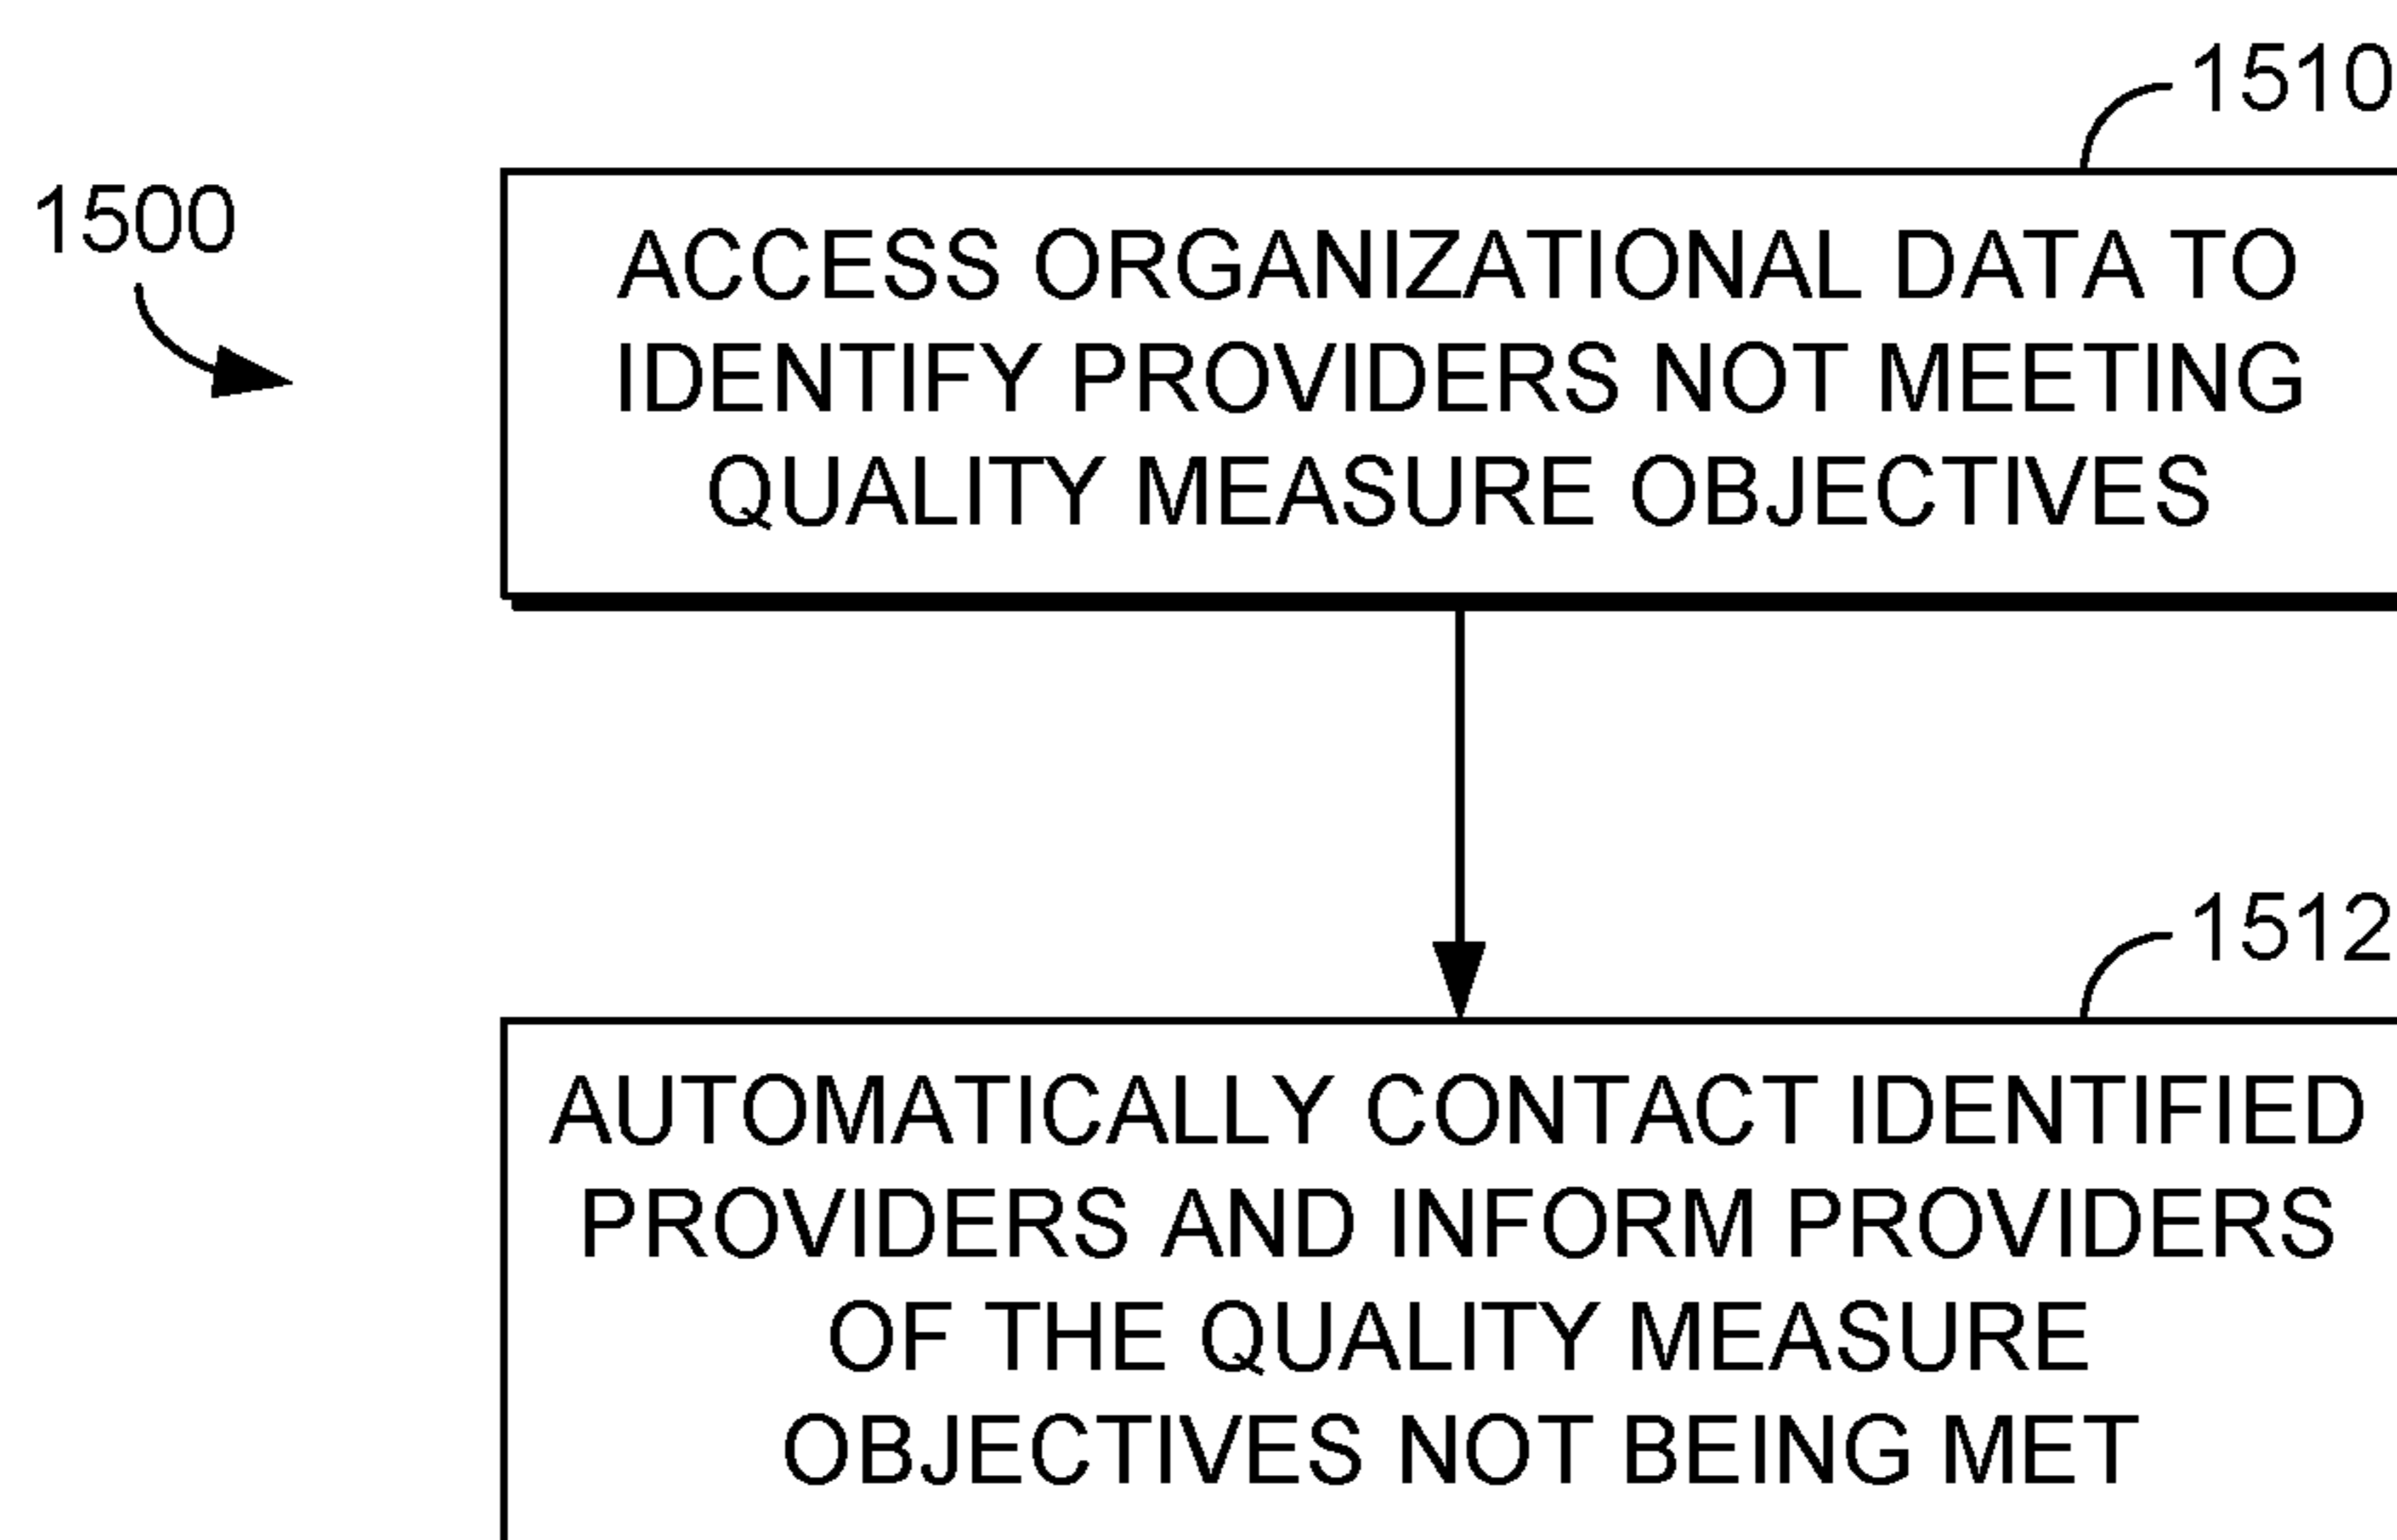 1510
1500
ACCESS ORGANIZATIONAL DATA TO
IDENTIFY PROVIDERS NOT MEETING
QUALITY MEASURE OBJECTIVES
1512
AUTOMATICALLY CONTACT IDENTIFIED
PROVIDERS AND INFORM PROVIDERS
OF THE QUALITY MEASURE
OBJECTIVES NOT BEING MET